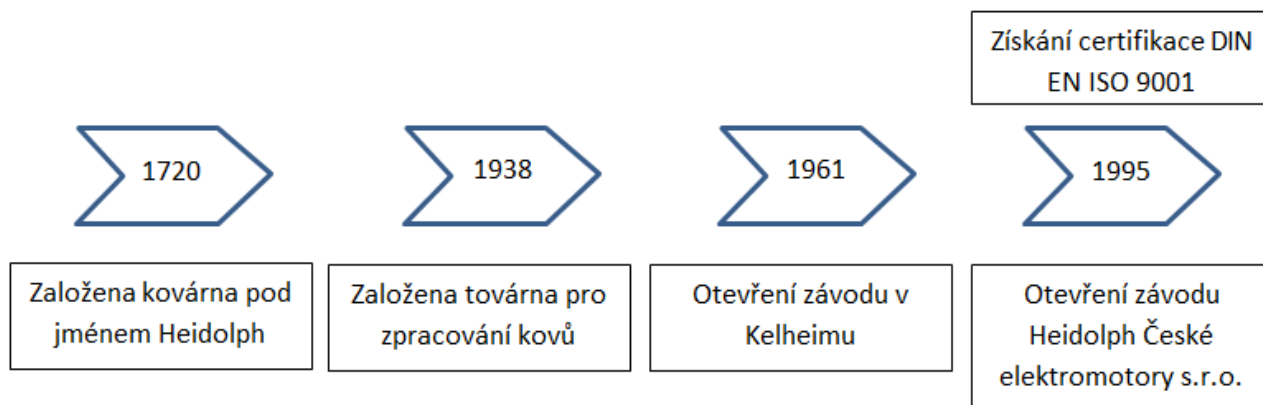 Získání certifikace DIN
EN ISO 9001
1720
1938
1961
1995
Založena kovárna pod
jménem Heidolph
Založena továrna pro
zpracování kovů
Otevření závodu v
Kelheimu
Otevření závodu
Heidolph České
elektromotory s.r.o.